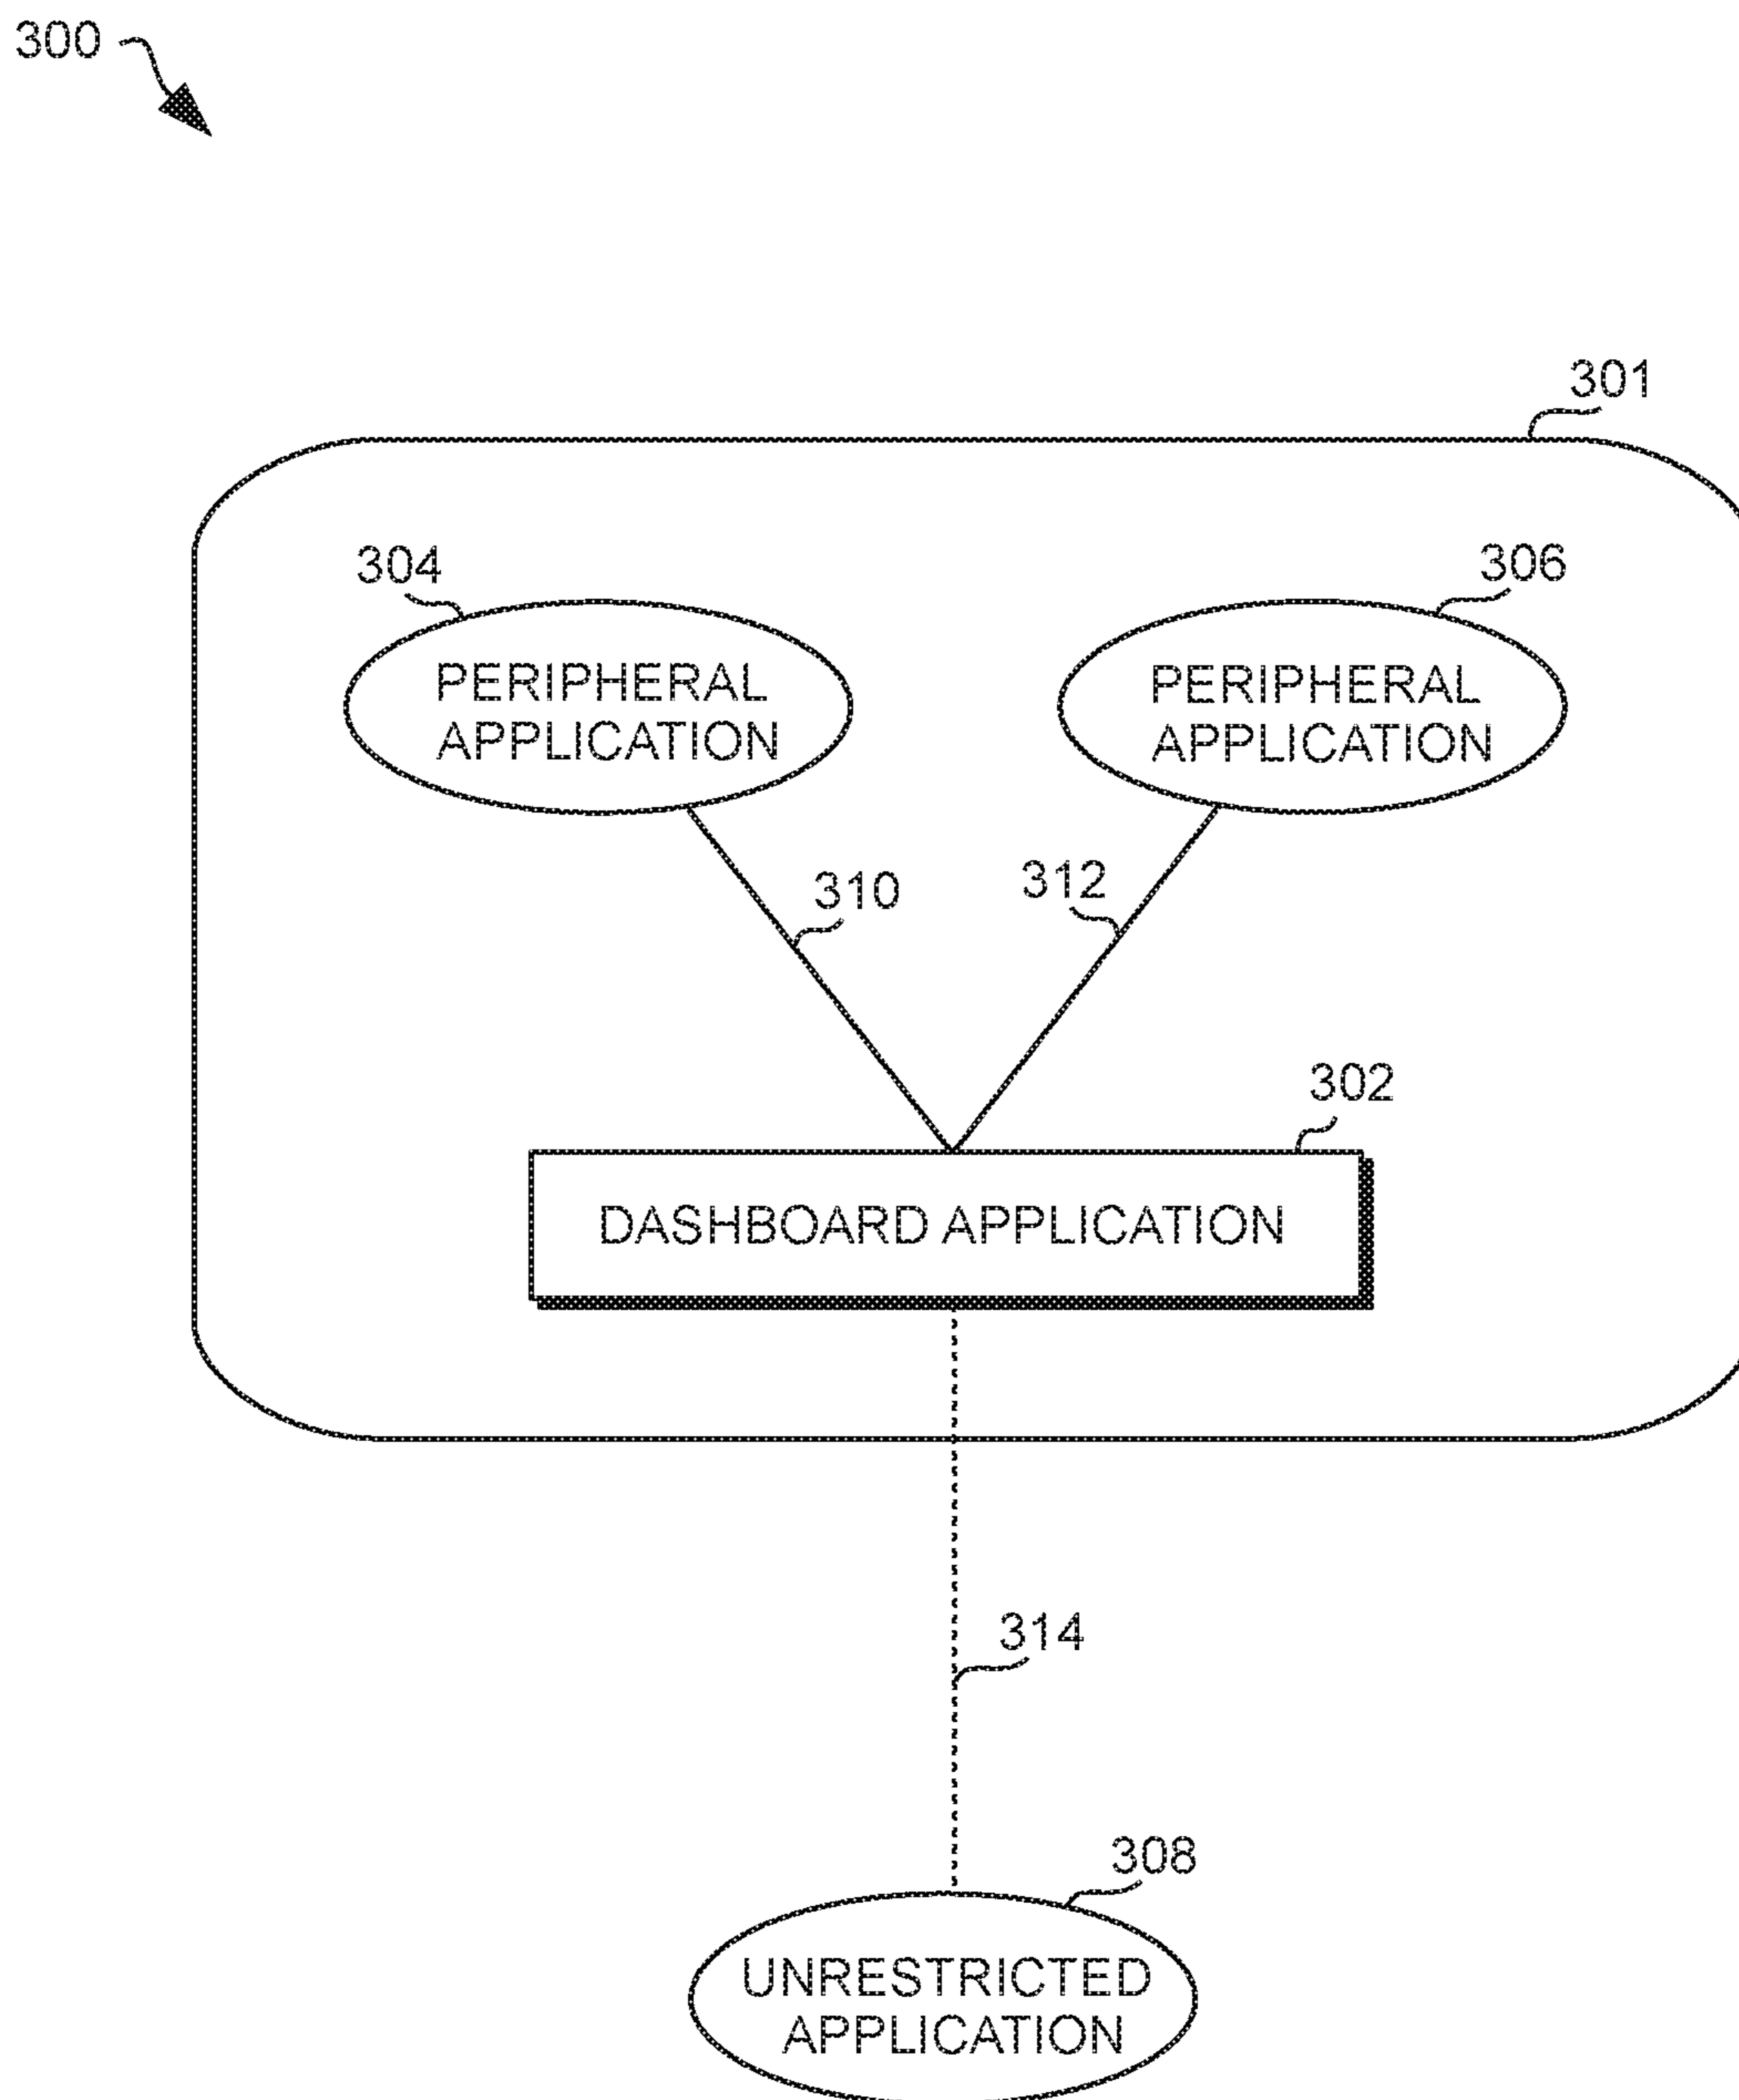 300
301
304
306
PERIPHERAL
APPLICATION
PERIPHERAL
APPLICATION
310
312
302
DASHBOARD APPLICATION
314
308
UNRESTRICTED
APPLICATION